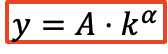 y = A · k^α